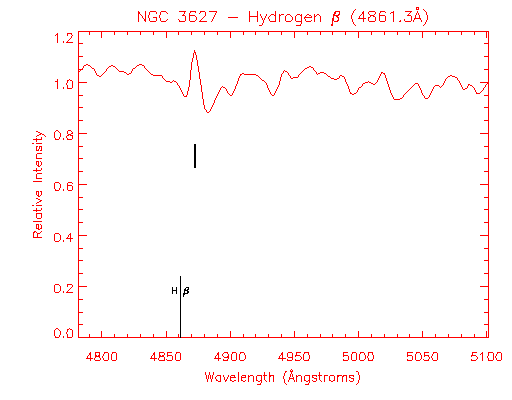 NGC 3627 – Hydrogen β (4861.3Å)
1.2
1.0
0.8
0.6
0.4
0.2
0.0
Relative Intensity
H β
4800 4850 4900 4950 5000 5050 5100
Wavelength (Ångstroms)